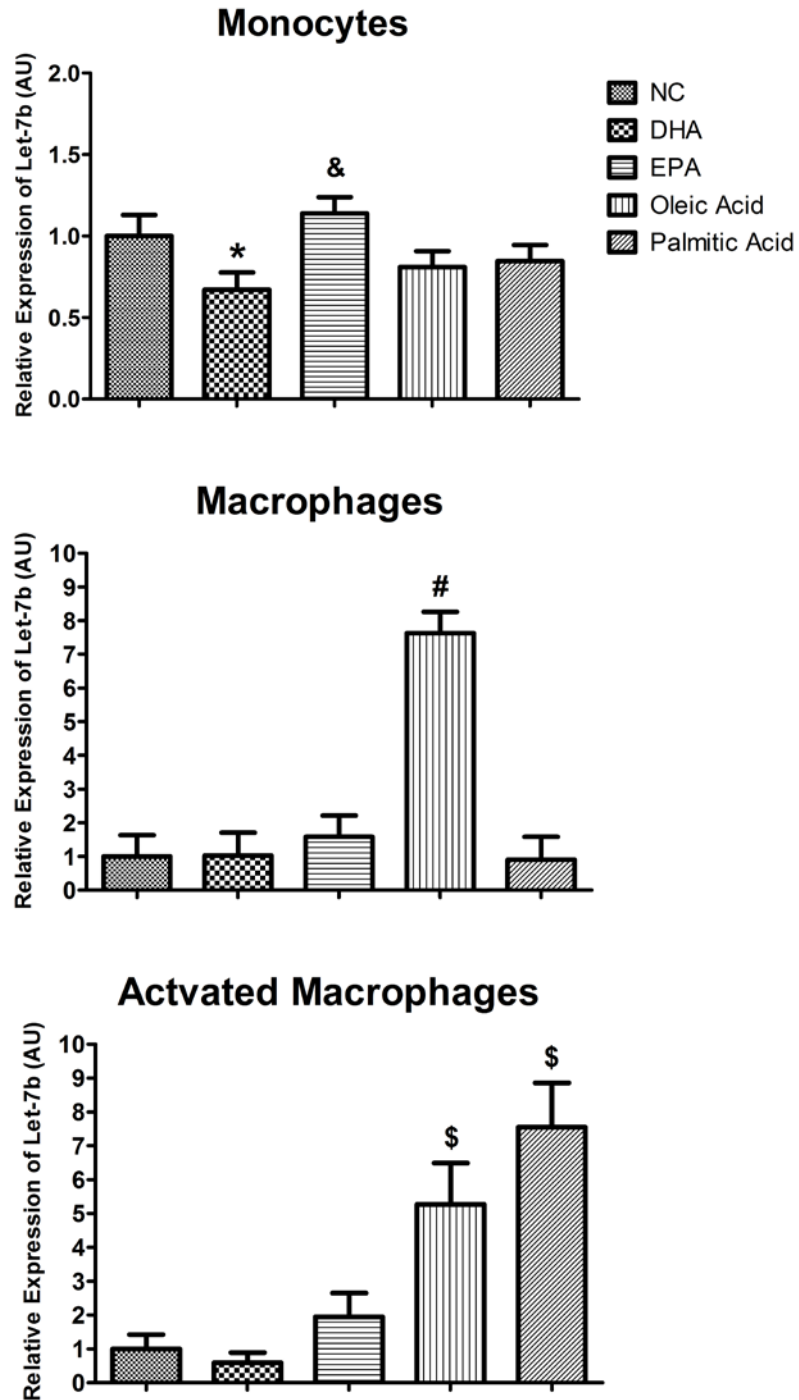 Monocytes
Relative Expression of Let-7b (AU)
2.0
1.5
1.0
0.5
0.0
*
&
NC
DHA
EPA
Oleic Acid
Palmitic Acid
Macrophages
Relative Expression of Let-7b (AU)
10
9
8
7
6
5
4
3
2
1
0
#
Actvated Macrophages
Relative Expression of Let-7b (AU)
10
9
8
7
6
5
4
3
2
1
0
$
$